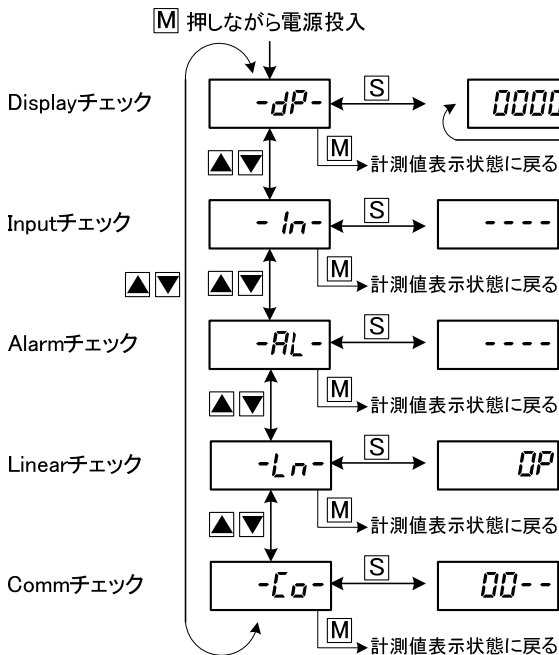 M 押しながら電源投入
Displayチェック
-dP-
S
0000
▲ ▼
M
計測値表示状態に戻る
Inputチェック
- In-
S
----
▲ ▼
▲ ▼
M
計測値表示状態に戻る
Alarmチェック
-AL-
S
----
▲ ▼
M
計測値表示状態に戻る
Linearチェック
-Ln-
S
OP
▲ ▼
M
計測値表示状態に戻る
Commチェック
-Co-
S
00--
M
計測値表示状態に戻る